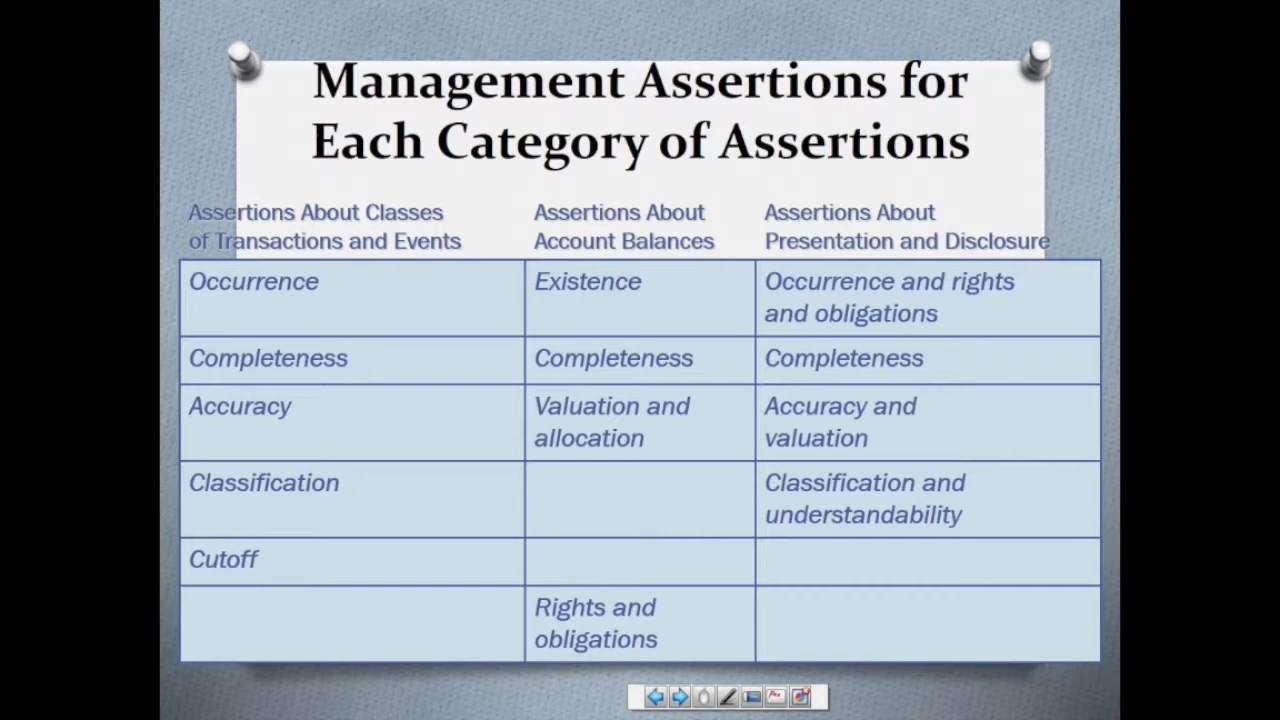 Management Assertions for
Each Category of Assertions
Assertions About Classes
of Transactions and Events
Assertions About
Account Balances
Assertions About
Presentation and Disclosure
Occurrence
Existence
Occurrence and rights
and obligations
Completeness
Completeness
Completeness
Accuracy
Valuation and
allocation
Accuracy and
valuation
Classification
Classification and
understandability
Cutoff
Rights and
obligations